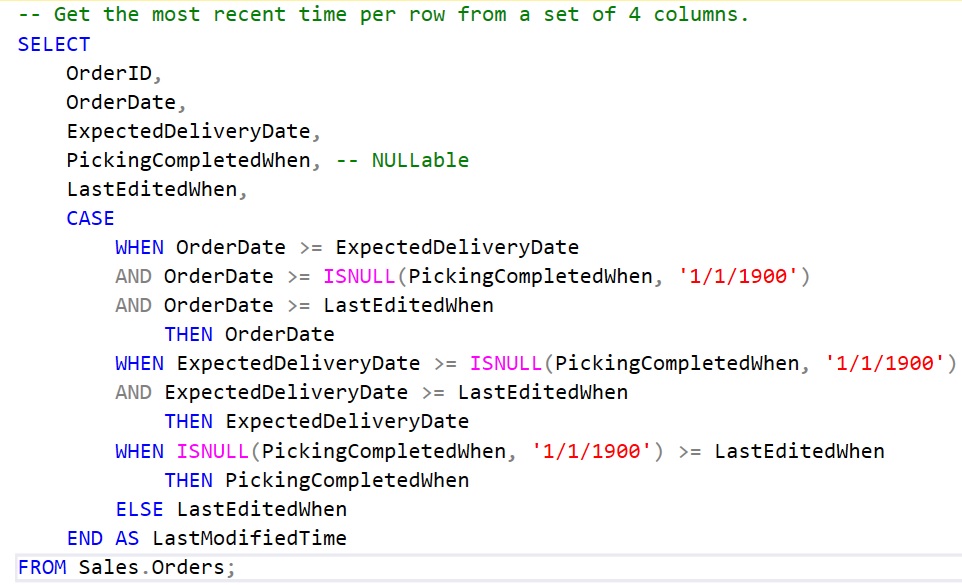 -- Get the most recent time per row from a set of 4 columns.
SELECT
    OrderID,
    OrderDate,
    ExpectedDeliveryDate,
    PickingCompletedWhen, -- NULLable
    LastEditedWhen,
    CASE
        WHEN OrderDate >= ExpectedDeliveryDate
        AND OrderDate >= ISNULL(PickingCompletedWhen, '1/1/1900')
        AND OrderDate >= LastEditedWhen
            THEN OrderDate
        WHEN ExpectedDeliveryDate >= ISNULL(PickingCompletedWhen, '1/1/1900')
        AND ExpectedDeliveryDate >= LastEditedWhen
            THEN ExpectedDeliveryDate
        WHEN ISNULL(PickingCompletedWhen, '1/1/1900') >= LastEditedWhen
            THEN PickingCompletedWhen
        ELSE LastEditedWhen
    END AS LastModifiedTime
FROM Sales.Orders;